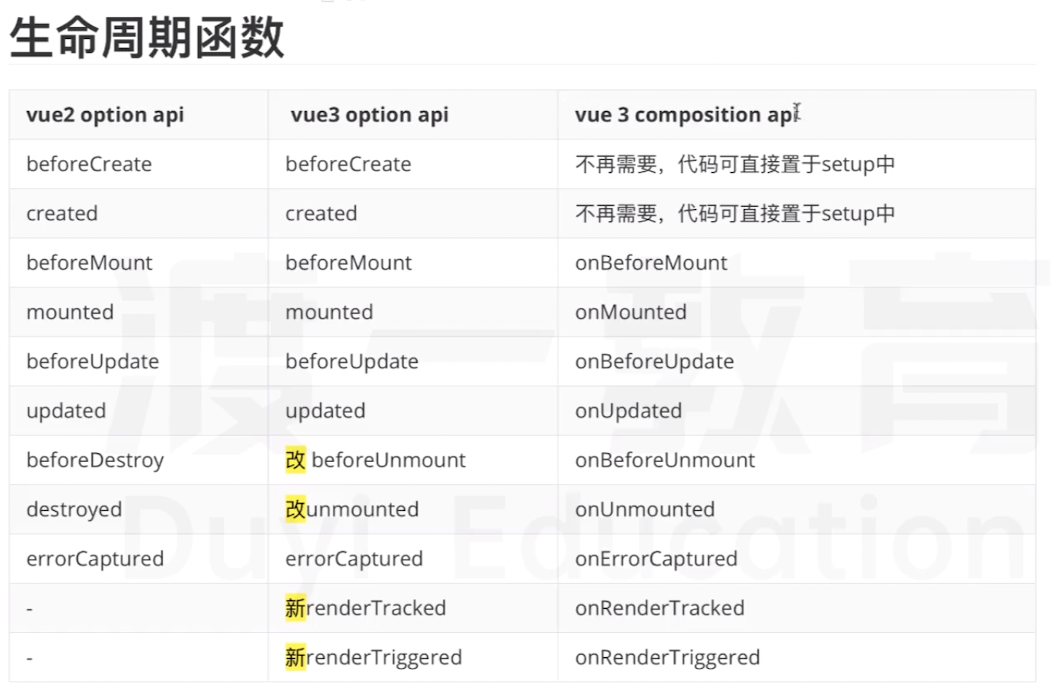 生命周期函数
vue2 option api vue3 option api vue 3 composition api
beforeCreate beforeCreate 不再需要，代码可直接置于setup中
created created 不再需要，代码可直接置于setup中
beforeMount beforeMount onBeforeMount
mounted mounted onMounted
beforeUpdate beforeUpdate onBeforeUpdate
updated updated onUpdated
beforeDestroy 改 beforeUnmount onBeforeUnmount
destroyed 改unmounted onUnmounted
errorCaptured errorCaptured onErrorCaptured
- 新renderTracked onRenderTracked
- 新renderTriggered onRenderTriggered
渡一教育
Duyi Education